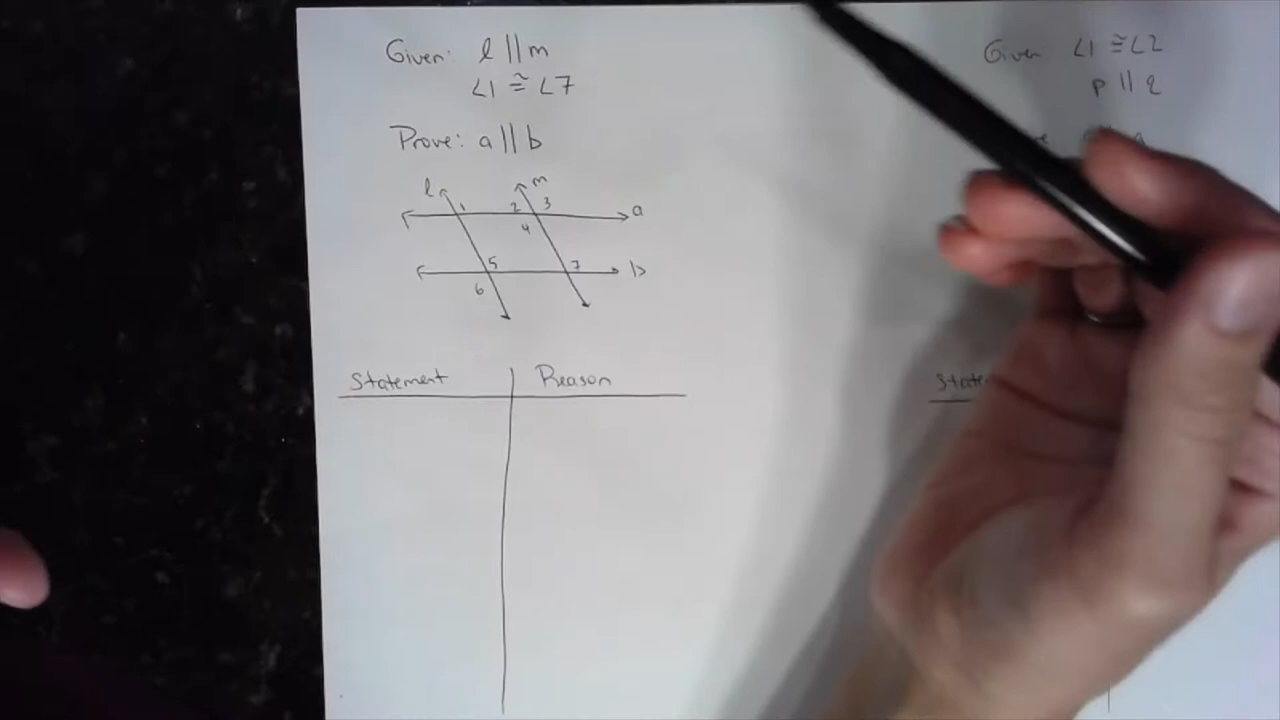 Given: l || m
∠1 ≅ ∠7
Prove: a || b
l m
1 2 3 a
4
5 7 b
6
Statement Reason
Given ∠1 ≅ ∠2
p || q